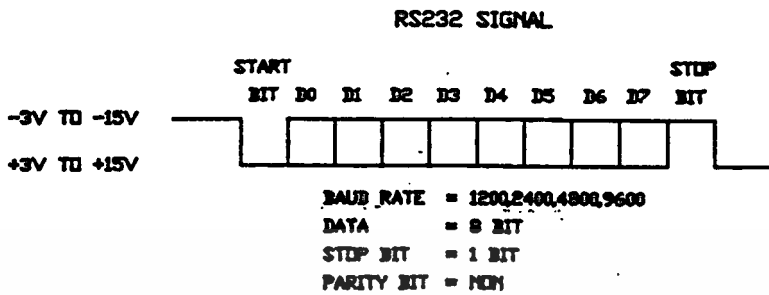 RS232 SIGNAL
START BIT D0 D1 D2 D3 D4 D5 D6 D7 STOP BIT
-3V TO -15V
+3V TO +15V
BAUD RATE = 1200,2400,4800,9600
DATA = 8 BIT
STOP BIT = 1 BIT
PARITY BIT = NON